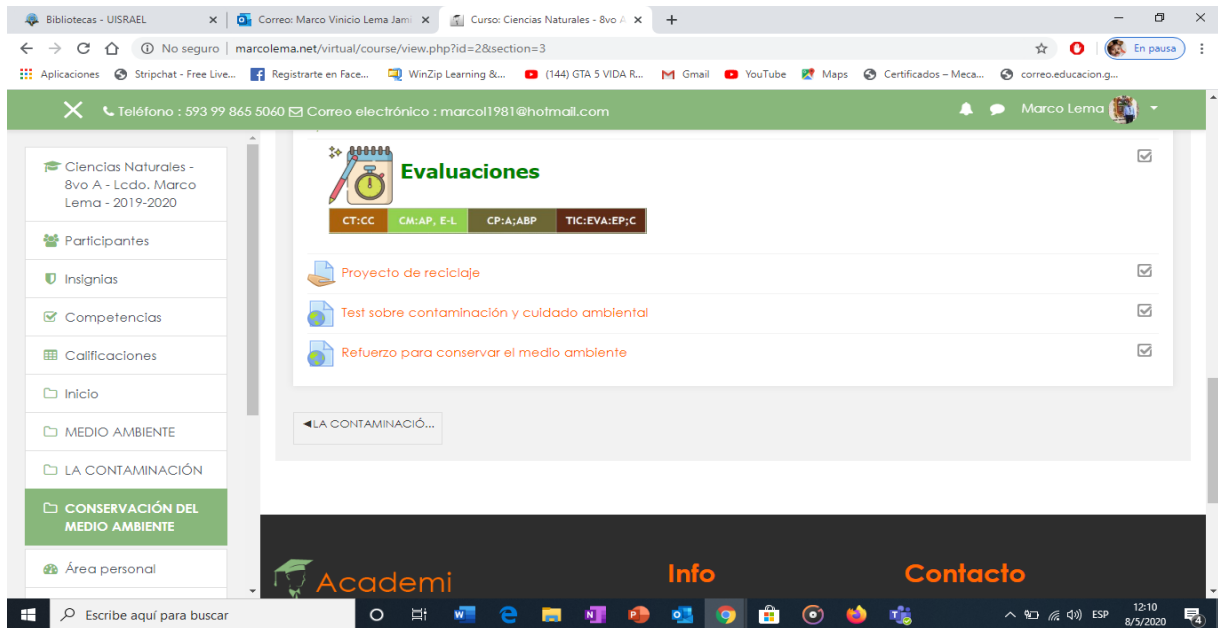 Bibliotecas - UISRAEL
Correo: Marco Vinicio Lema Jami
Curso: Ciencias Naturales - 8vo A
No seguro | marcolema.net/virtual/course/view.php?id=2&section=3
En pausa
Aplicaciones
Stripchat - Free Live...
Registrarte en Face...
WinZip Learning &...
(144) GTA 5 VIDA R...
Gmail
YouTube
Maps
Certificados – Meca...
correo.educacion.g...
Teléfono : 593 99 865 5060
Correo electrónico : marcol1981@hotmail.com
Marco Lema
Ciencias Naturales -
8vo A - Lcdo. Marco
Lema - 2019-2020
Participantes
Insignias
Competencias
Calificaciones
Inicio
MEDIO AMBIENTE
LA CONTAMINACIÓN
CONSERVACIÓN DEL
MEDIO AMBIENTE
Área personal
Evaluaciones
CT:CC CM:AP, E-L CP:A;ABP TIC:EVA:EP;C
Proyecto de reciclaje
Test sobre contaminación y cuidado ambiental
Refuerzo para conservar el medio ambiente
◄LA CONTAMINACIÓ...
Academi
Info
Contacto
Escribe aquí para buscar
ESP
12:10
8/5/2020